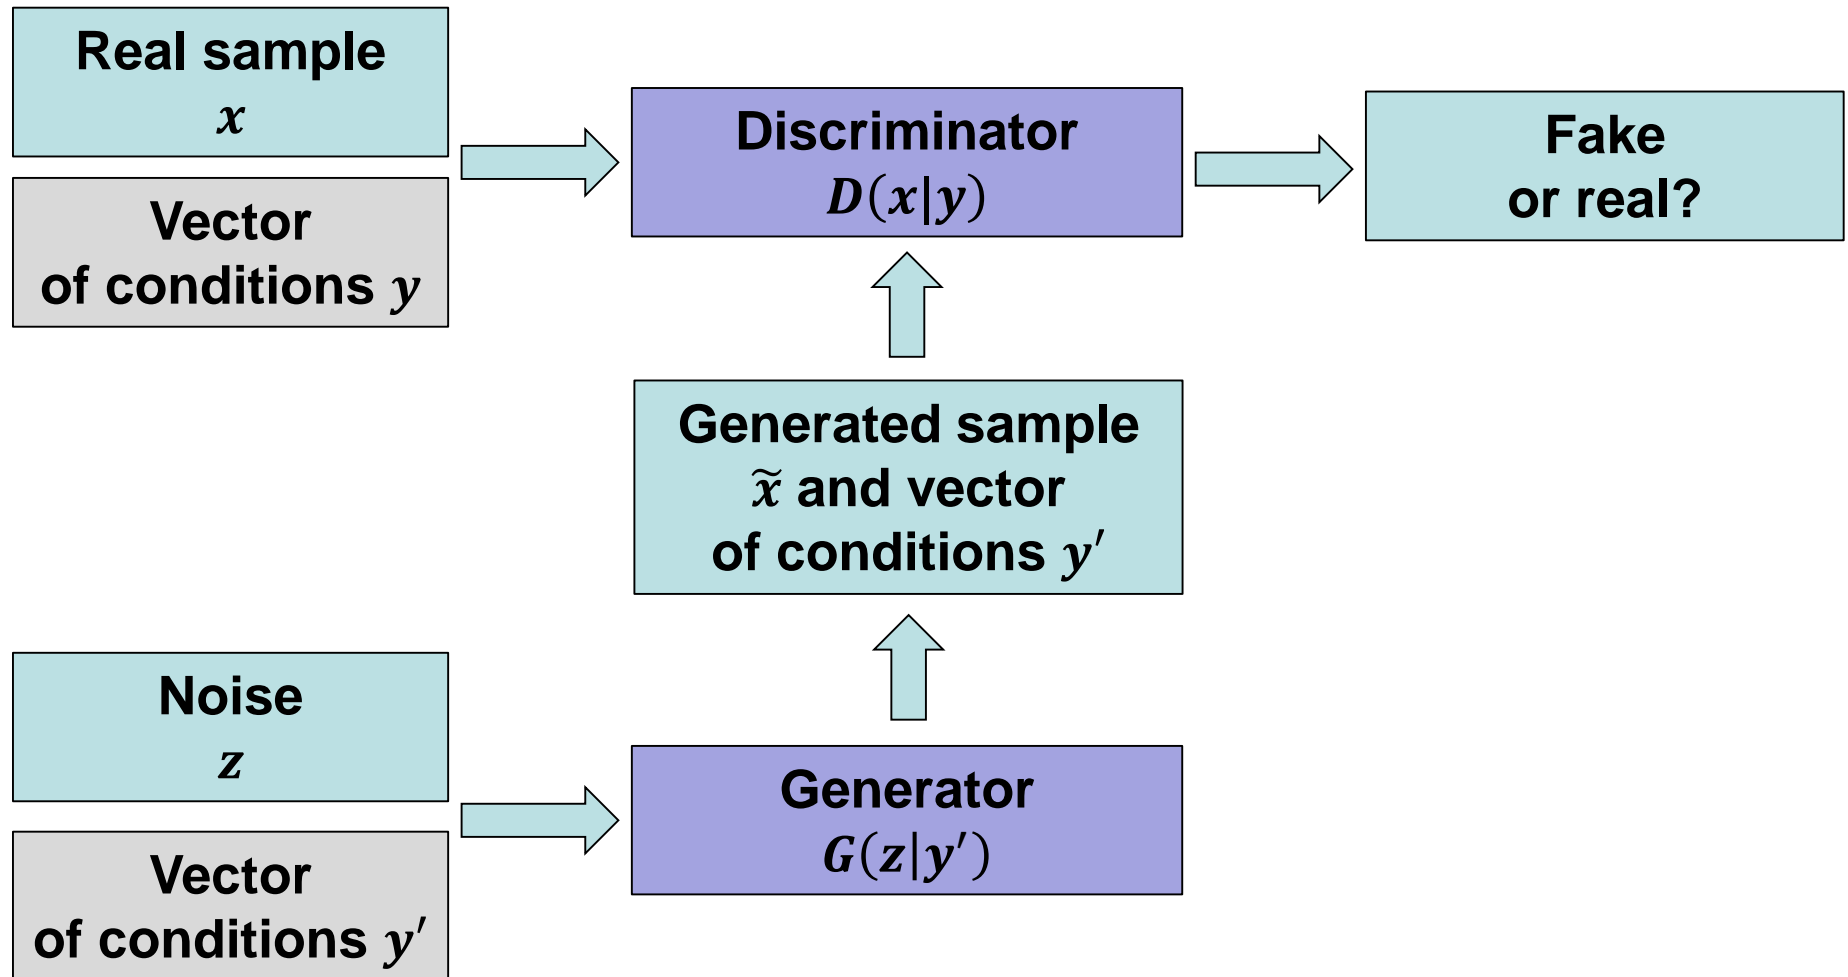 Real sample
x
Vector
of conditions y
Discriminator
D(x|y)
Fake
or real?
Generated sample
x̃ and vector
of conditions y′
Noise
z
Vector
of conditions y′
Generator
G(z|y′)